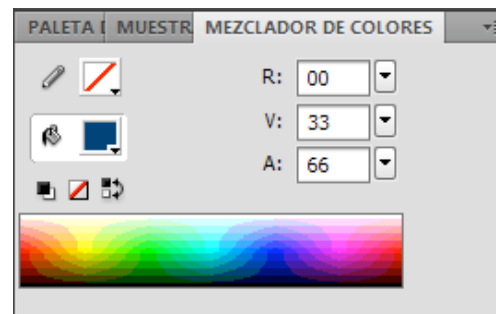 PALETA D MUESTR MEZCLADOR DE COLORES
R: 00
V: 33
A: 66